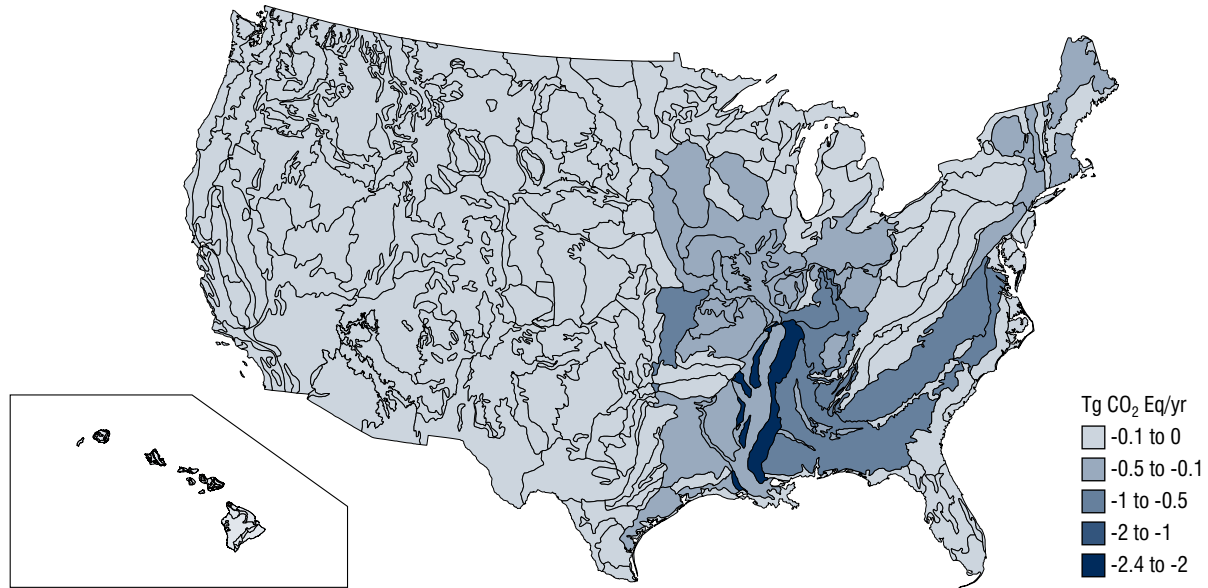 Tg CO₂ Eq/yr
-0.1 to 0
-0.5 to -0.1
-1 to -0.5
-2 to -1
-2.4 to -2